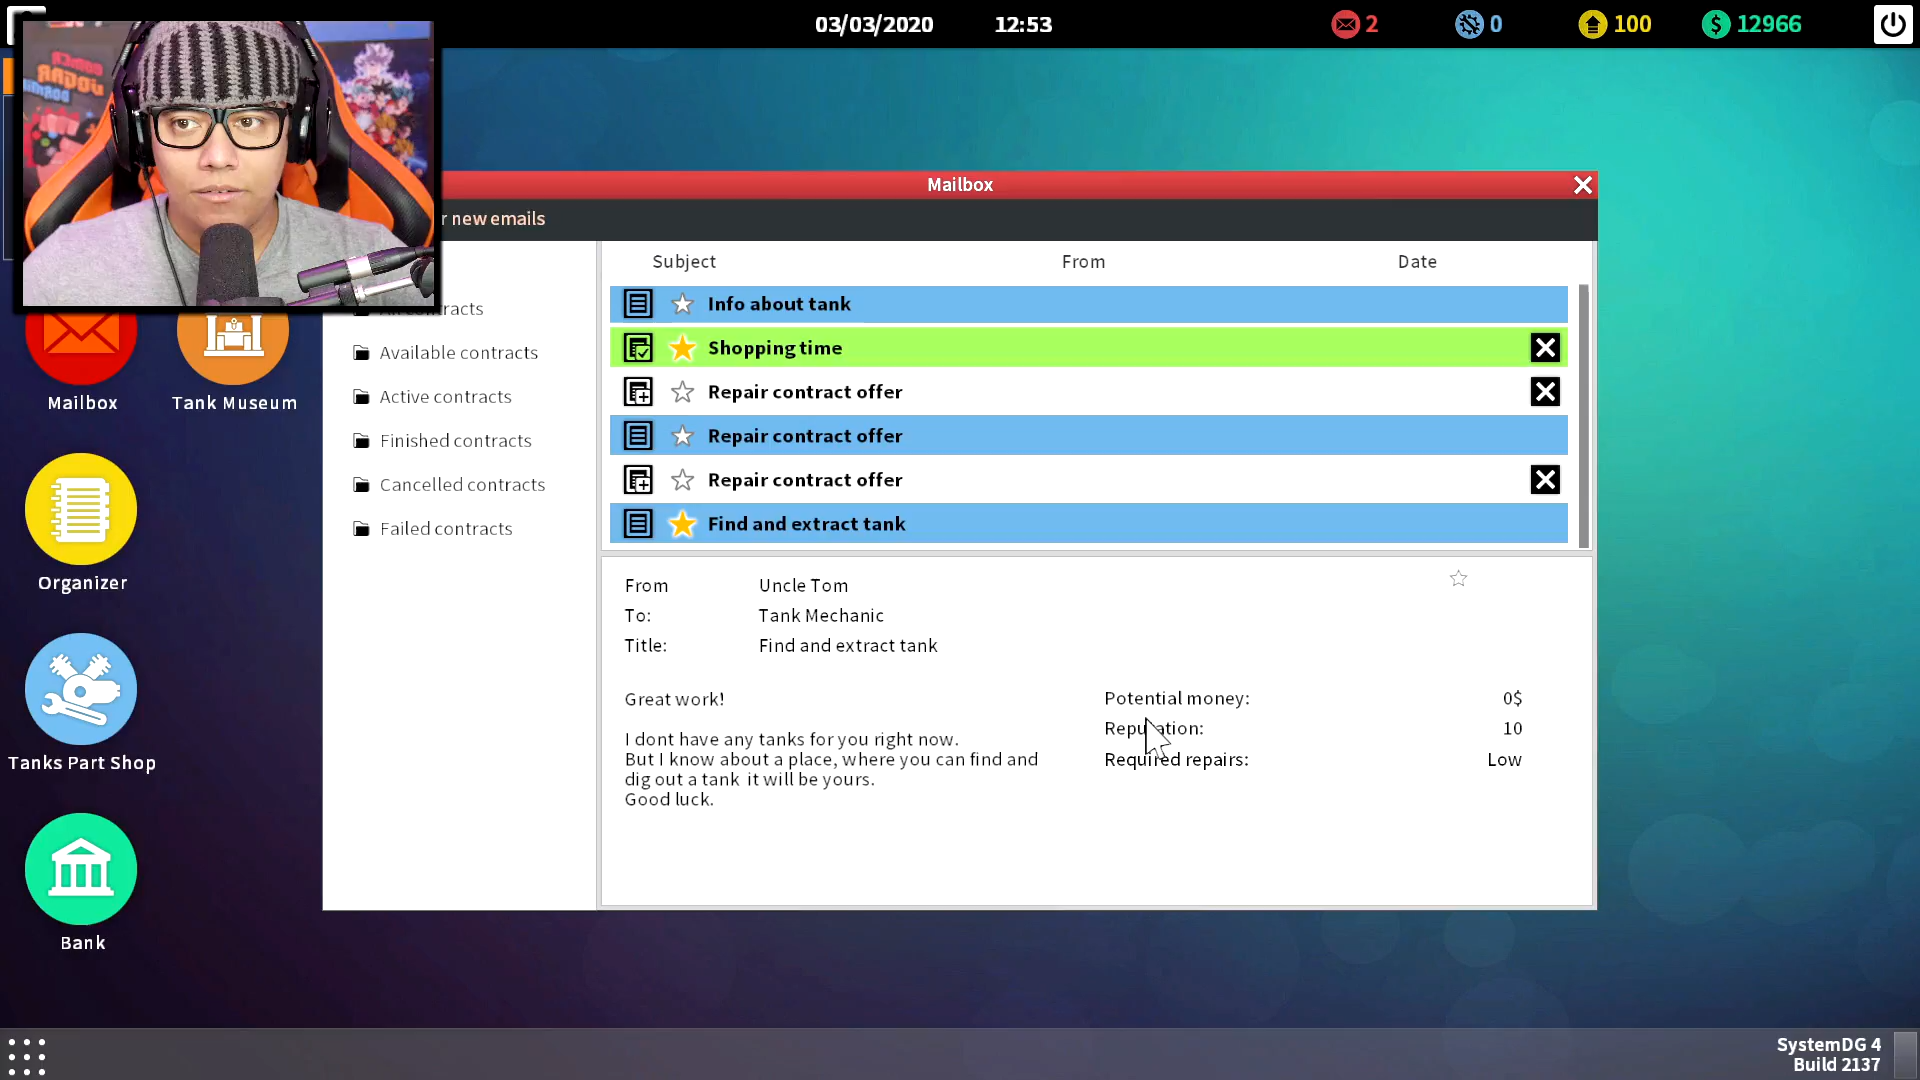 03/03/2020 12:53 2 0 100 12966
Mailbox
r new emails
Subject From Date
Info about tank
Shopping time
Repair contract offer
Repair contract offer
Repair contract offer
Find and extract tank
contracts
Available contracts
Active contracts
Finished contracts
Cancelled contracts
Failed contracts
Mailbox
Tank Museum
Organizer
Tanks Part Shop
Bank
From Uncle Tom
To: Tank Mechanic
Title: Find and extract tank
Great work!
I dont have any tanks for you right now.
But I know about a place, where you can find and
dig out a tank it will be yours.
Good luck.
Potential money: 0$
Reputation: 10
Required repairs: Low
SystemDG 4
Build 2137